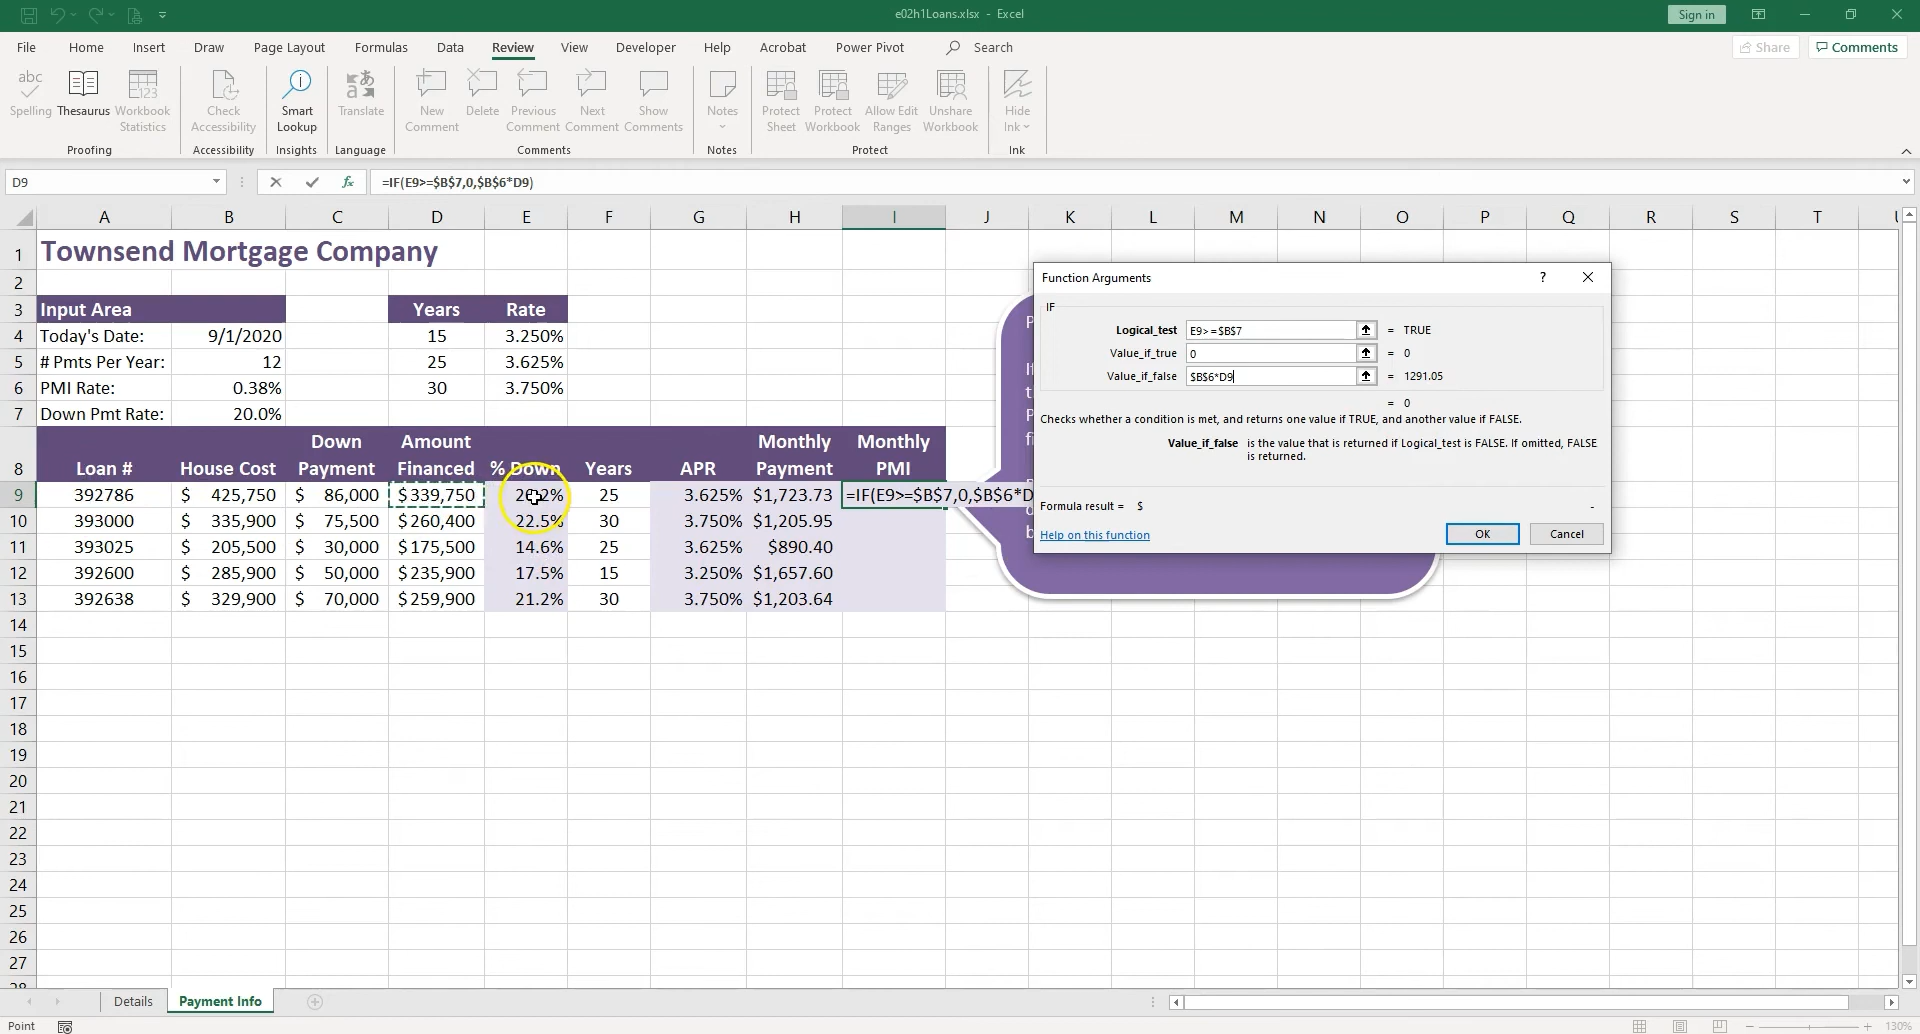 e02h1Loans.xlsx - Excel
Sign in
File Home Insert Draw Page Layout Formulas Data Review View Developer Help Acrobat Power Pivot Search Share Comments
abc 123
Spelling Thesaurus Workbook Statistics
Check Accessibility
Smart Lookup
Translate
New Comment
Delete
Previous Comment
Next Comment
Show Comments
Notes
Protect Sheet
Protect Workbook
Allow Edit Ranges
Unshare Workbook
Hide Ink
Proofing Accessibility Insights Language Comments Notes Protect Ink
D9 fx =IF(E9>=$B$7,0,$B$6*D9)
A B C D E F G H I J K L M N O P Q R S T
1 Townsend Mortgage Company
2
3 Input Area Years Rate
4 Today's Date: 9/1/2020 15 3.250%
5 # Pmts Per Year: 12 25 3.625%
6 PMI Rate: 0.38% 30 3.750%
7 Down Pmt Rate: 20.0%
Down Amount Monthly Monthly
8 Loan # House Cost Payment Financed % Down Years APR Payment PMI
9 392786 $ 425,750 $ 86,000 $339,750 20.2% 25 3.625% $1,723.73 =IF(E9>=$B$7,0,$B$6*D
10 393000 $ 335,900 $ 75,500 $260,400 22.5% 30 3.750% $1,205.95
11 393025 $ 205,500 $ 30,000 $175,500 14.6% 25 3.625% $890.40
12 392600 $ 285,900 $ 50,000 $235,900 17.5% 15 3.250% $1,657.60
13 392638 $ 329,900 $ 70,000 $259,900 21.2% 30 3.750% $1,203.64
14
15
16
17
18
19
20
21
22
23
24
25
26
27
Function Arguments ?
IF
Logical_test E9>=$B$7 = TRUE
Value_if_true 0 = 0
Value_if_false $B$6*D9 = 1291.05
= 0
Checks whether a condition is met, and returns one value if TRUE, and another value if FALSE.
Value_if_false is the value that is returned if Logical_test is FALSE. If omitted, FALSE
is returned.
Formula result = $ -
Help on this function OK Cancel
Details Payment Info
Point 130%